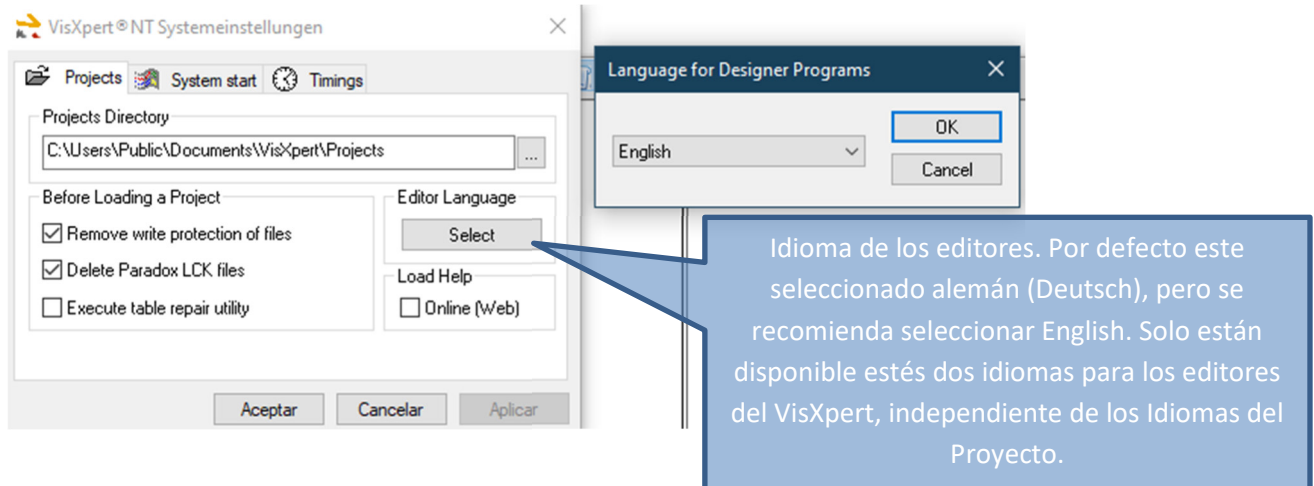 VisXpert® NT Systemeinstellungen
Projects
System start
Timings
Projects Directory
C:\Users\Public\Documents\VisXpert\Projects
...
Before Loading a Project
Remove write protection of files
Delete Paradox LCK files
Execute table repair utility
Editor Language
Select
Load Help
Online (Web)
Aceptar
Cancelar
Aplicar
Language for Designer Programs
English
OK
Cancel
Idioma de los editores. Por defecto este
seleccionado alemán (Deutsch), pero se
recomienda seleccionar English. Solo están
disponible estés dos idiomas para los editores
del VisXpert, independiente de los Idiomas del
Proyecto.